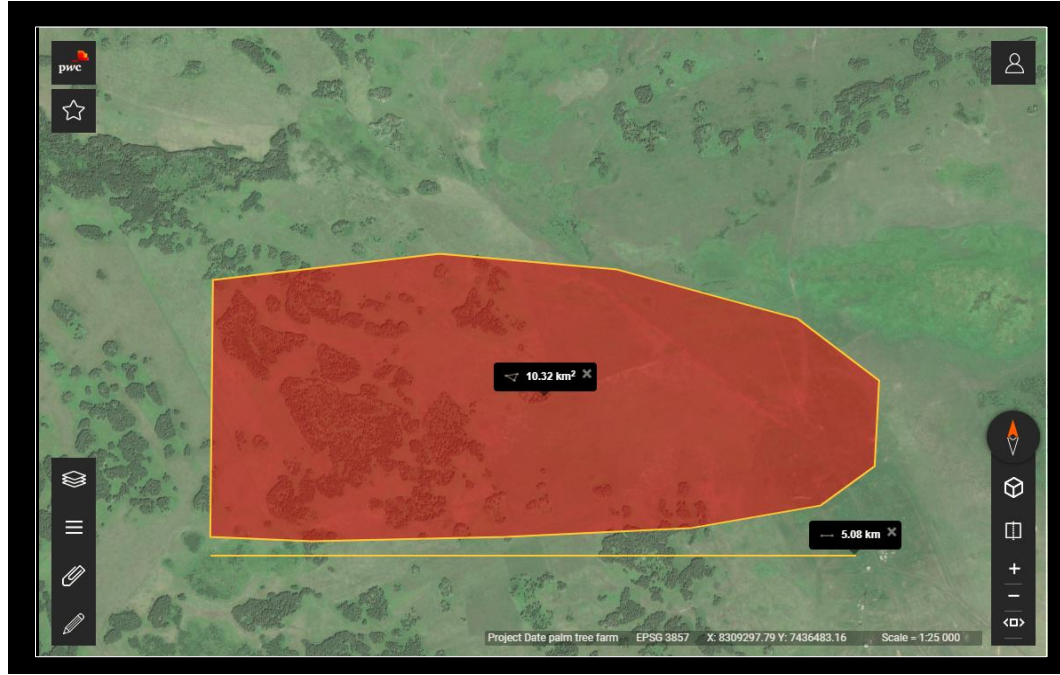 pwc
10.32 km²
5.08 km
Project Date palm tree farm EPSG 3857 X: 8309297.79 Y: 7436483.16 Scale = 1:25 000